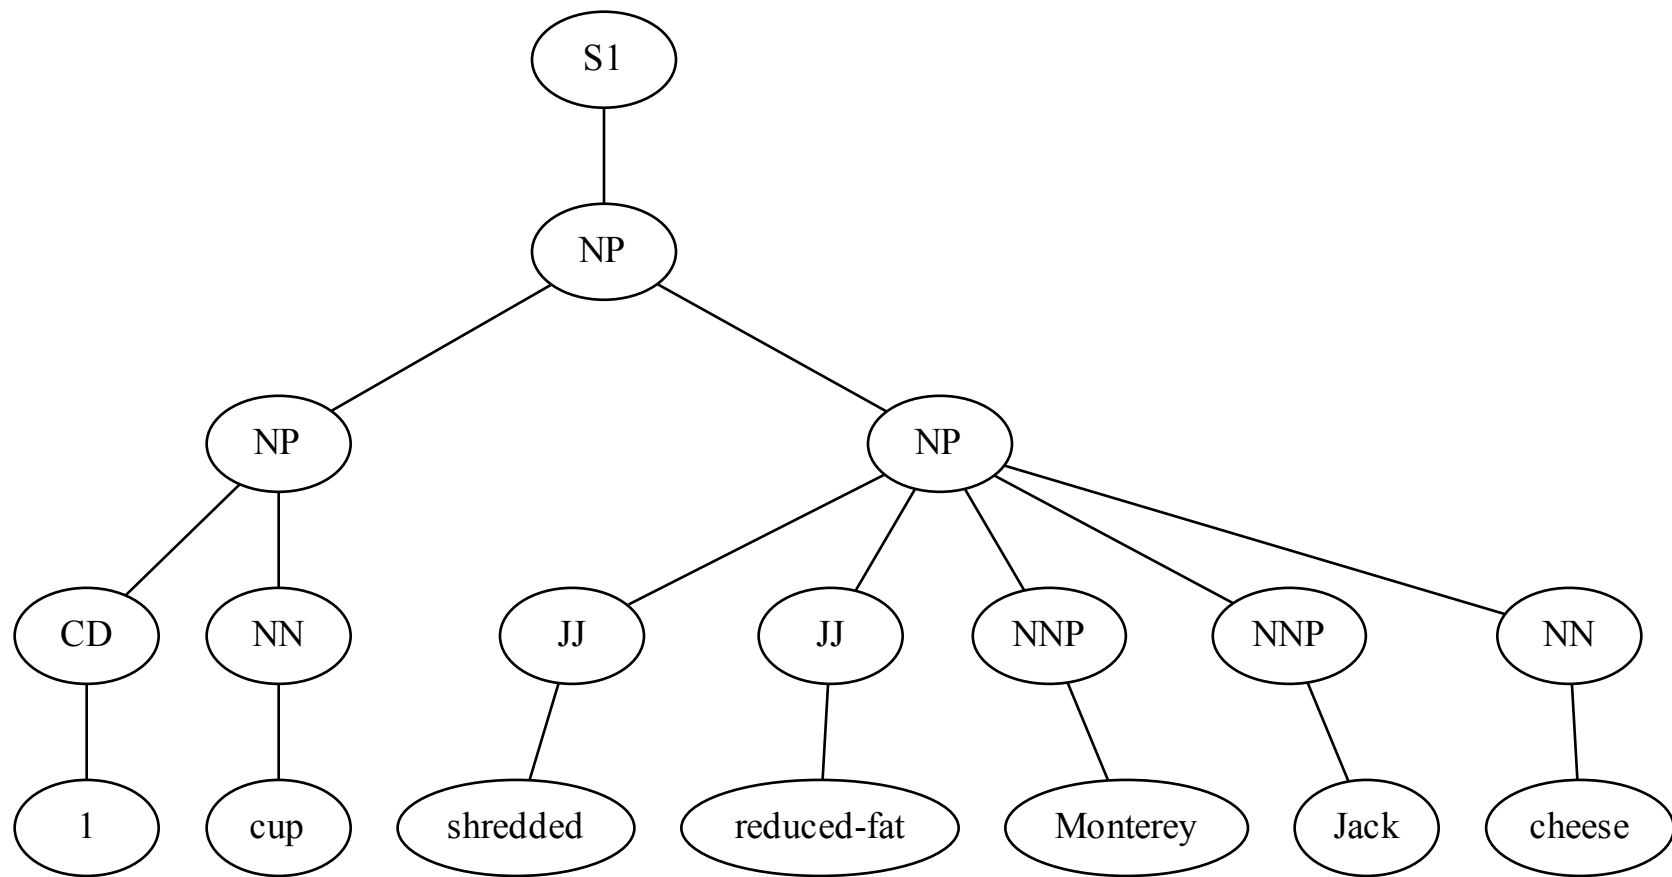 S1
NP
NP NP
CD NN JJ JJ NNP NNP NN
1 cup shredded reduced-fat Monterey Jack cheese